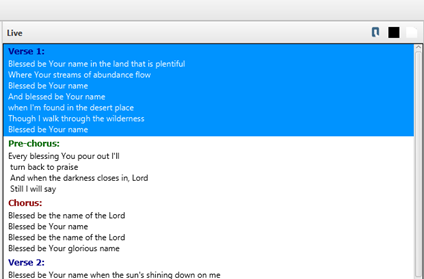 Live
Verse 1:
Blessed be Your name in the land that is plentiful
Where Your streams of abundance flow
Blessed be Your name
And blessed be Your name
when I'm found in the desert place
Though I walk through the wilderness
Blessed be Your name
Pre-chorus:
Every blessing You pour out I'll
turn back to praise
And when the darkness closes in, Lord
Still I will say
Chorus:
Blessed be the name of the Lord
Blessed be Your name
Blessed be the name of the Lord
Blessed be Your glorious name
Verse 2:
Blessed be Your name when the sun's shining down on me